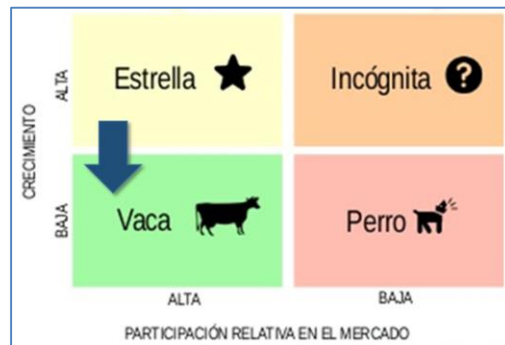 CRECIMIENTO
ALTA
Estrella
Incógnita
?
BAJA
Vaca
Perro
ALTA
BAJA
PARTICIPACIÓN RELATIVA EN EL MERCADO